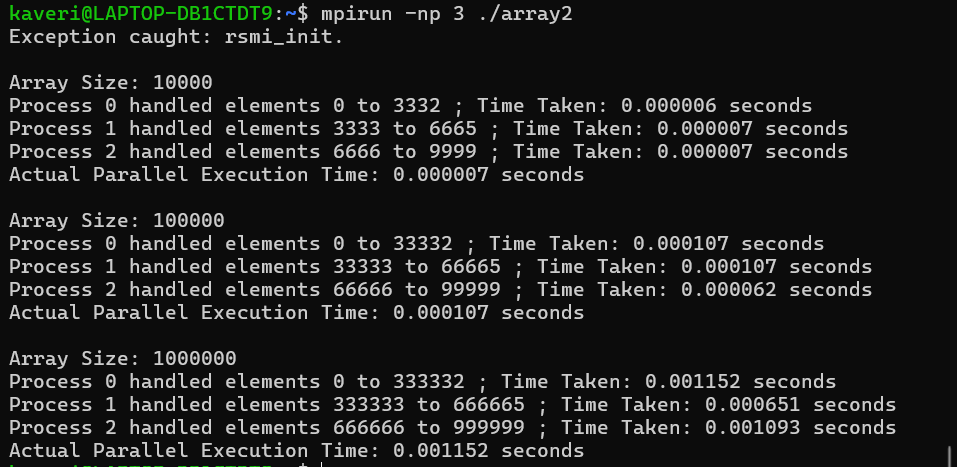 kaveri@LAPTOP-DB1CTDT9:~$ mpirun -np 3 ./array2
Exception caught: rsmi_init.
Array Size: 10000
Process 0 handled elements 0 to 3332 ; Time Taken: 0.000006 seconds
Process 1 handled elements 3333 to 6665 ; Time Taken: 0.000007 seconds
Process 2 handled elements 6666 to 9999 ; Time Taken: 0.000007 seconds
Actual Parallel Execution Time: 0.000007 seconds
Array Size: 100000
Process 0 handled elements 0 to 33332 ; Time Taken: 0.000107 seconds
Process 1 handled elements 33333 to 66665 ; Time Taken: 0.000107 seconds
Process 2 handled elements 66666 to 99999 ; Time Taken: 0.000062 seconds
Actual Parallel Execution Time: 0.000107 seconds
Array Size: 1000000
Process 0 handled elements 0 to 333332 ; Time Taken: 0.001152 seconds
Process 1 handled elements 333333 to 666665 ; Time Taken: 0.000651 seconds
Process 2 handled elements 666666 to 999999 ; Time Taken: 0.001093 seconds
Actual Parallel Execution Time: 0.001152 seconds